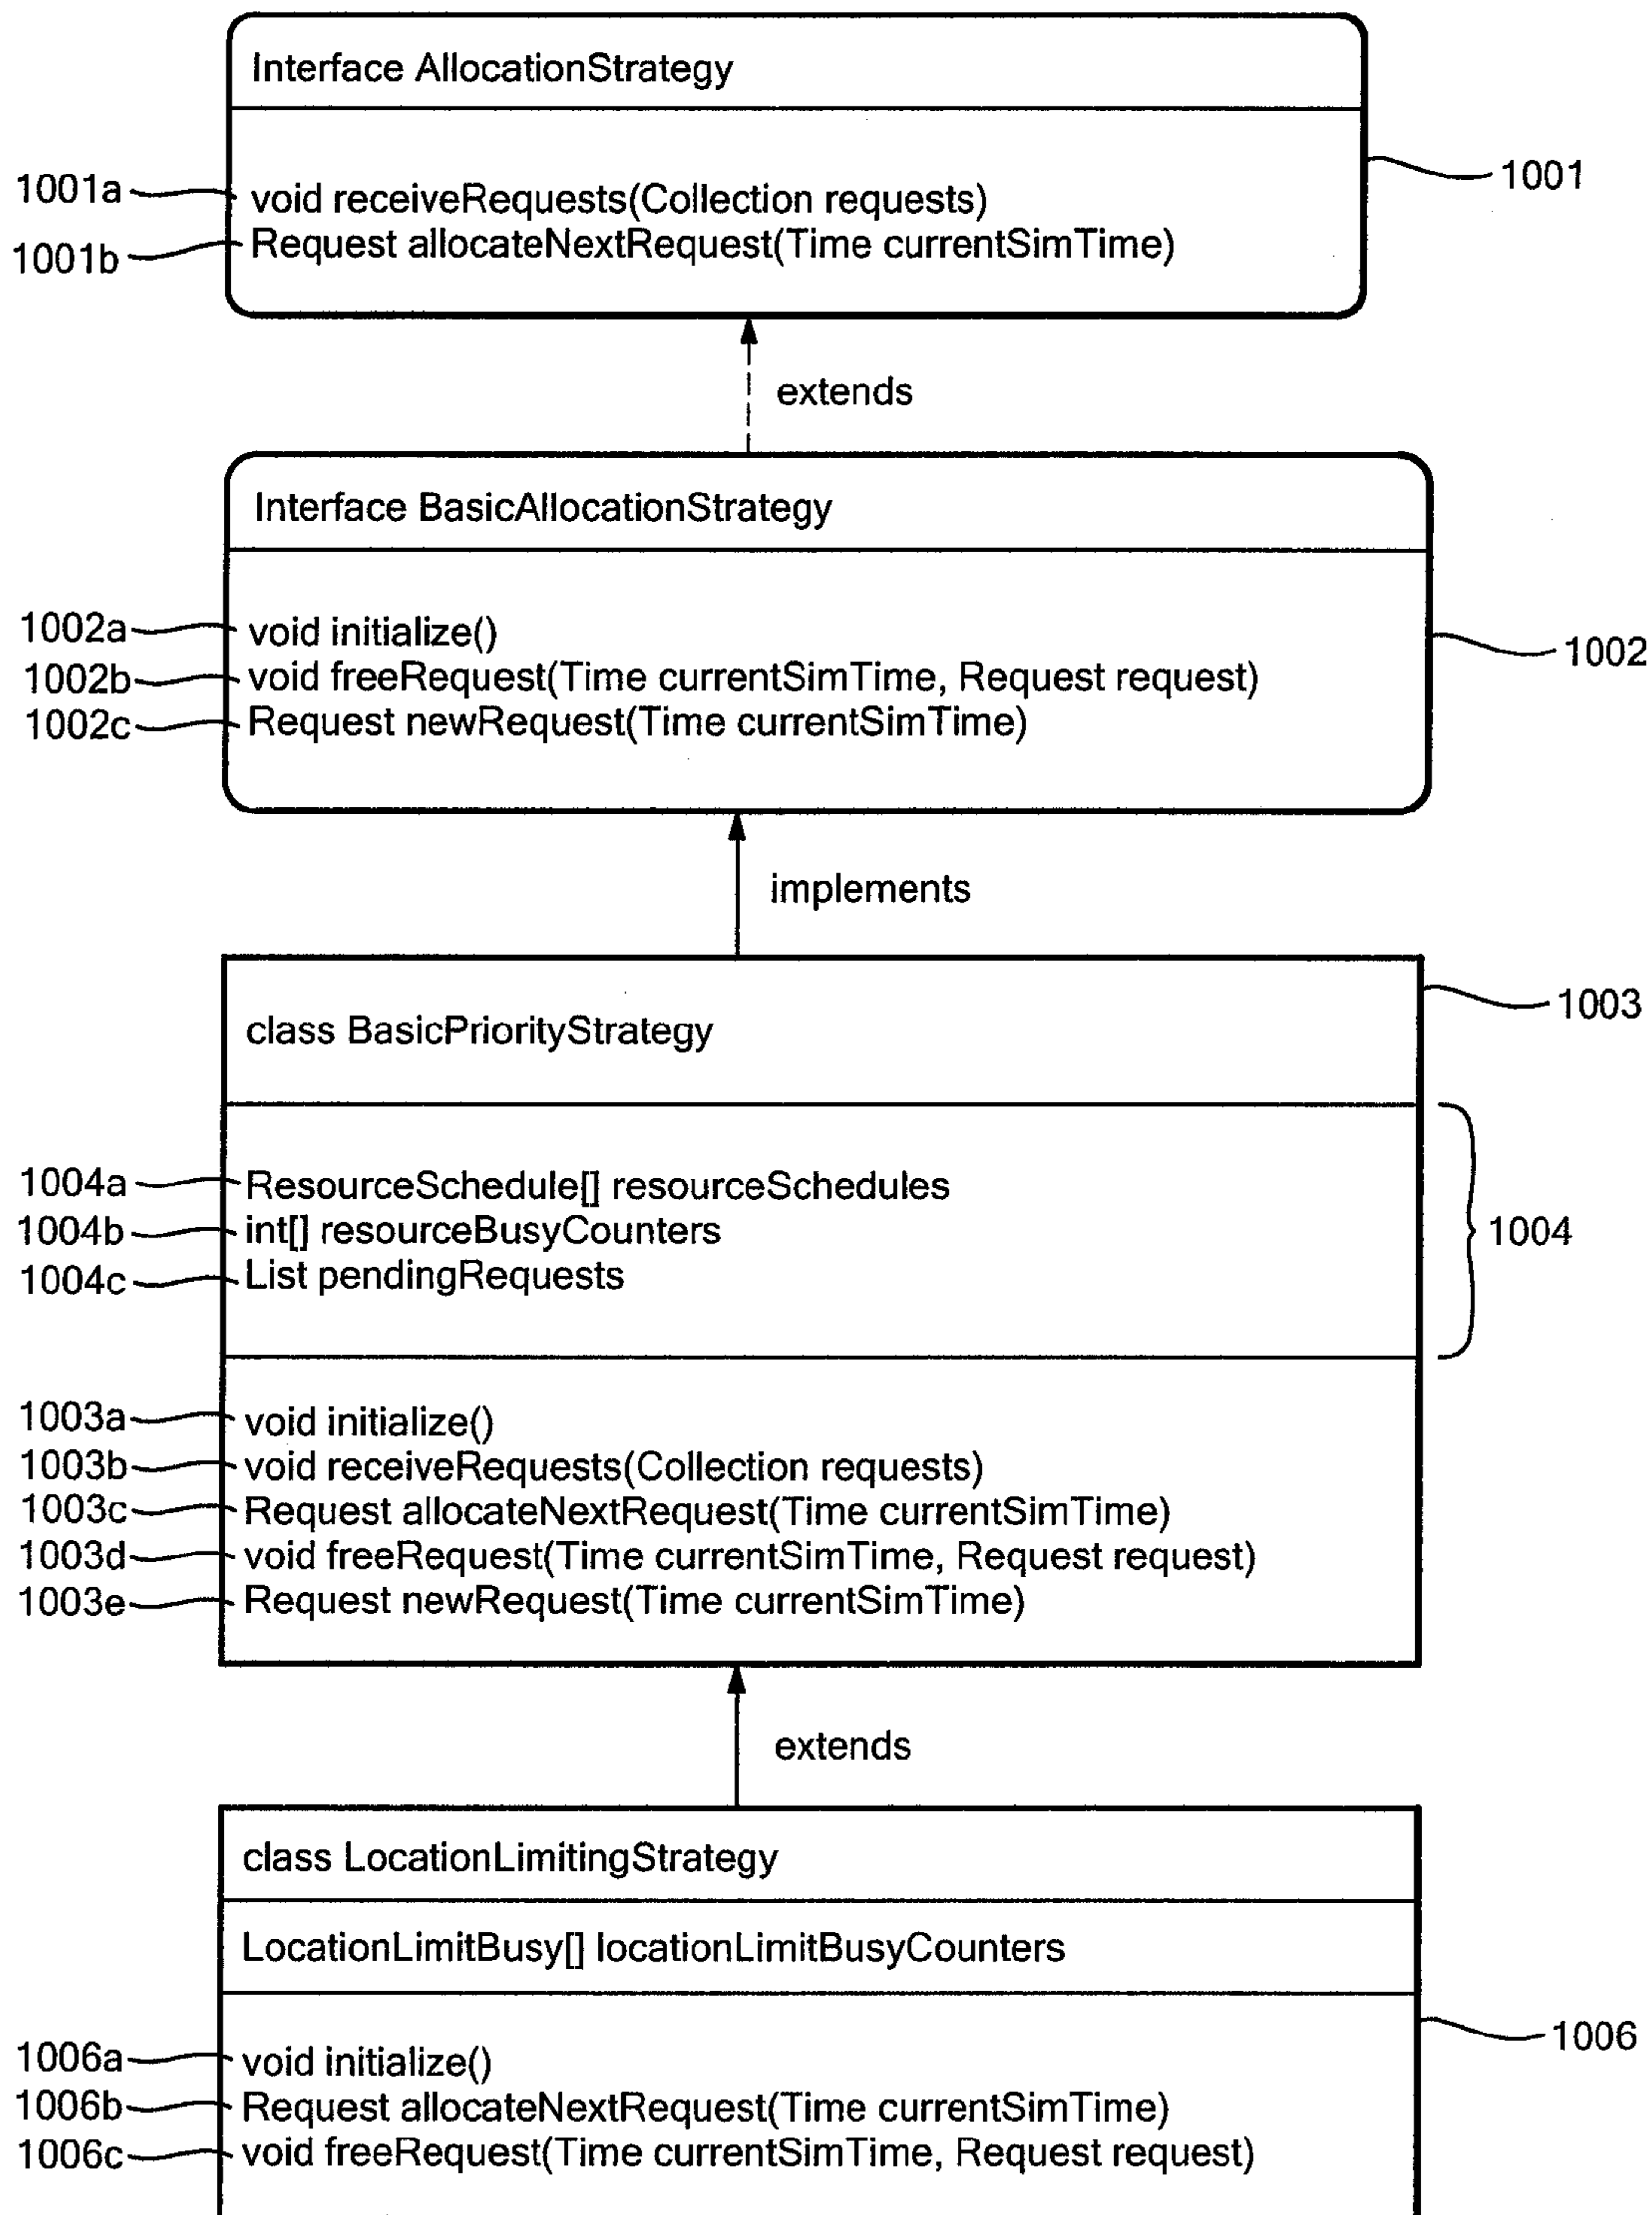 Interface AllocationStrategy
1001
1001a void receiveRequests(Collection requests)
1001b Request allocateNextRequest(Time currentSimTime)
extends
Interface BasicAllocationStrategy
1002a void initialize()
1002
1002b void freeRequest(Time currentSimTime, Request request)
1002c Request newRequest(Time currentSimTime)
implements
1003
class BasicPriorityStrategy
1004a ResourceSchedule[] resourceSchedules
1004b int[] resourceBusyCounters
1004
1004c List pendingRequests
1003a void initialize()
1003b void receiveRequests(Collection requests)
1003c Request allocateNextRequest(Time currentSimTime)
1003d void freeRequest(Time currentSimTime, Request request)
1003e Request newRequest(Time currentSimTime)
extends
class LocationLimitingStrategy
LocationLimitBusy[] locationLimitBusyCounters
1006
1006a void initialize()
1006b Request allocateNextRequest(Time currentSimTime)
1006c void freeRequest(Time currentSimTime, Request request)